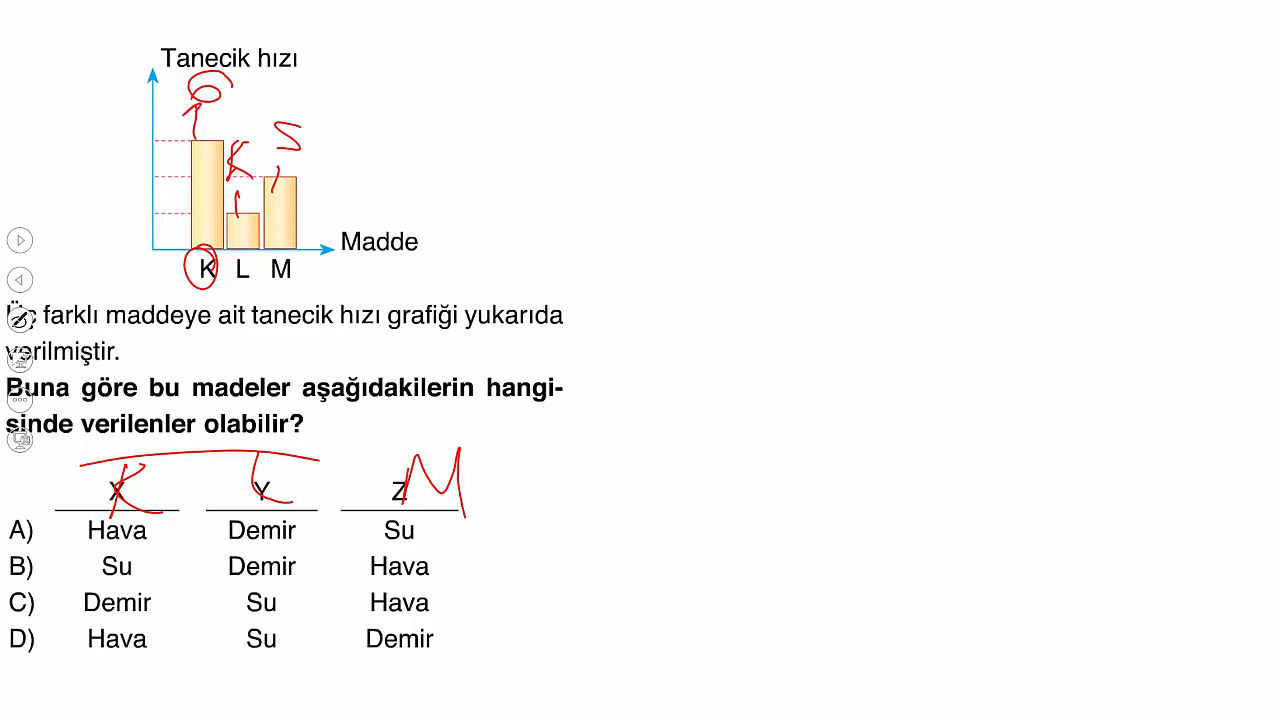 Tanecik hızı
G
K
S
Madde
K L M
Üç farklı maddeye ait tanecik hızı grafiği yukarıda
verilmiştir.
Buna göre bu madeler aşağıdakilerin hangi-
sinde verilenler olabilir?
K L M
X Y Z
A) Hava Demir Su
B) Su Demir Hava
C) Demir Su Hava
D) Hava Su Demir